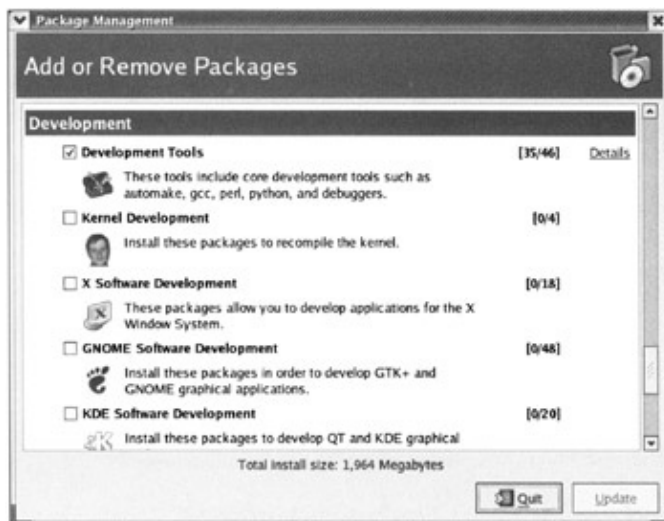 Package Management
Add or Remove Packages
Development
Development Tools [35/46] Details
These tools include core development tools such as
automake, gcc, perl, python, and debuggers.
Kernel Development [0/4]
Install these packages to recompile the kernel.
X Software Development [0/18]
These packages allow you to develop applications for the X
Window System.
GNOME Software Development [0/48]
Install these packages in order to develop GTK+ and
GNOME graphical applications.
KDE Software Development [0/20]
Install these packages to develop QT and KDE graphical
Total install size: 1,964 Megabytes
Quit Update